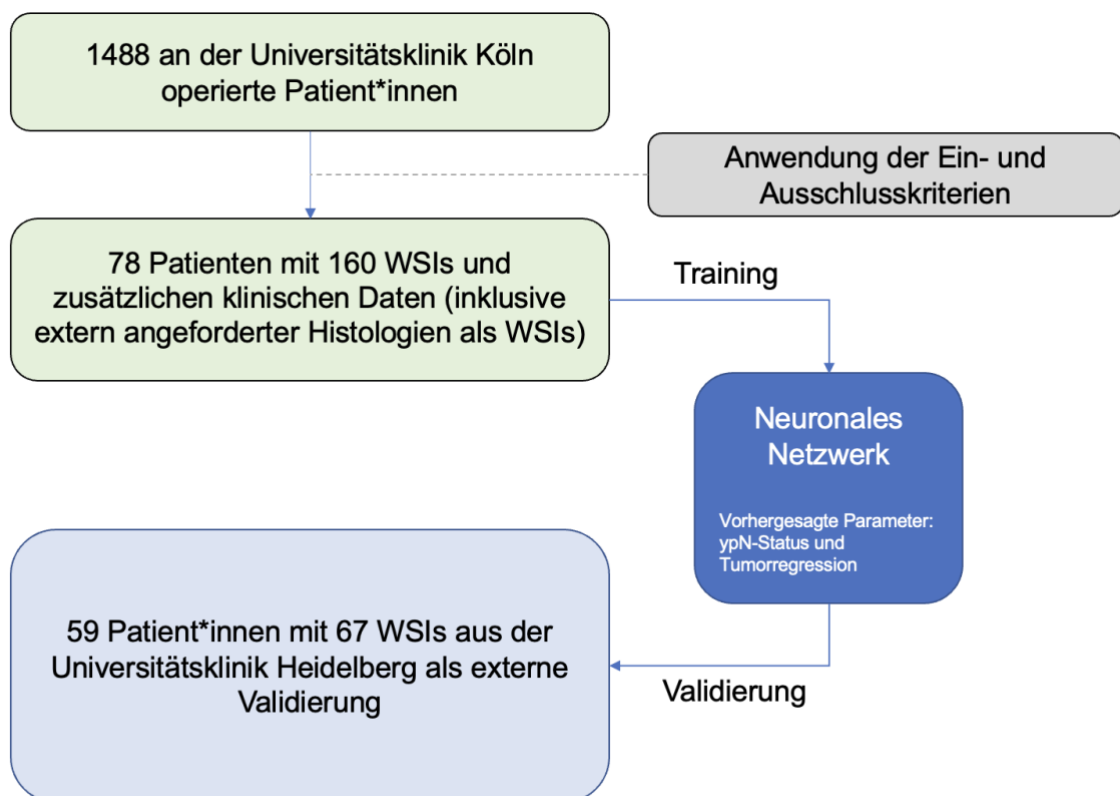 1488 an der Universitätsklinik Köln
operierte Patient*innen
Anwendung der Ein- und
Ausschlusskriterien
78 Patienten mit 160 WSIs und
zusätzlichen klinischen Daten (inklusive
extern angeforderter Histologien als WSIs)
Training
Neuronales
Netzwerk
Vorhergesagte Parameter:
ypN-Status und
Tumorregression
59 Patient*innen mit 67 WSIs aus der
Universitätsklinik Heidelberg als externe
Validierung
Validierung